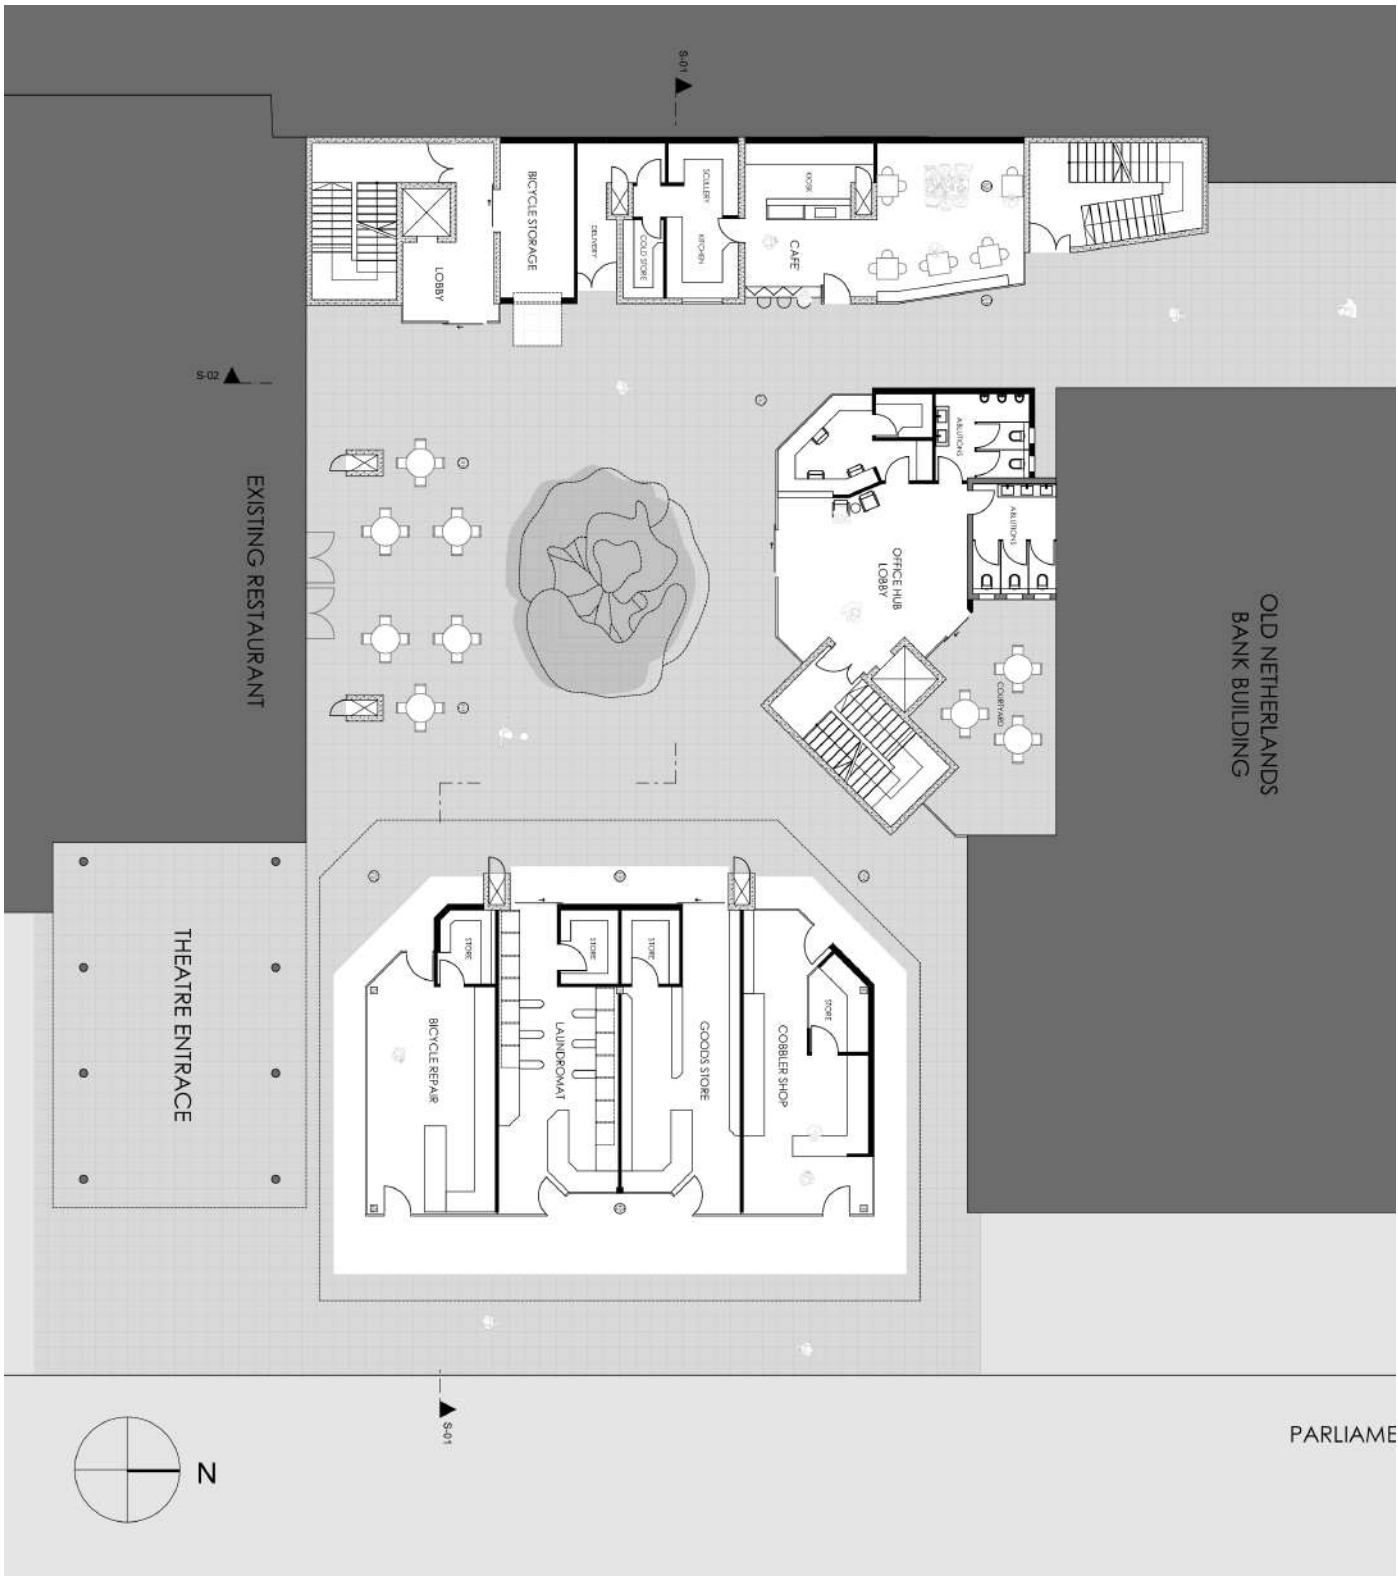 S-01
BICYCLE STORAGE
SCULLERY
KIOSK
DELIVERY
COLD STORE
KITCHEN
CAFE'
LOBBY
S-02
ABLUTIONS
ABLUTIONS
EXISTING RESTAURANT
OFFICE HUB
LOBBY
OLD NETHERLANDS
BANK BUILDING
COURTYARD
THEATRE ENTRACE
STORE
STORE
STORE
STORE
BICYCLE REPAIR
LAUNDROMAT
GOODS STORE
COBBLER SHOP
S-01
PARLIAME
N